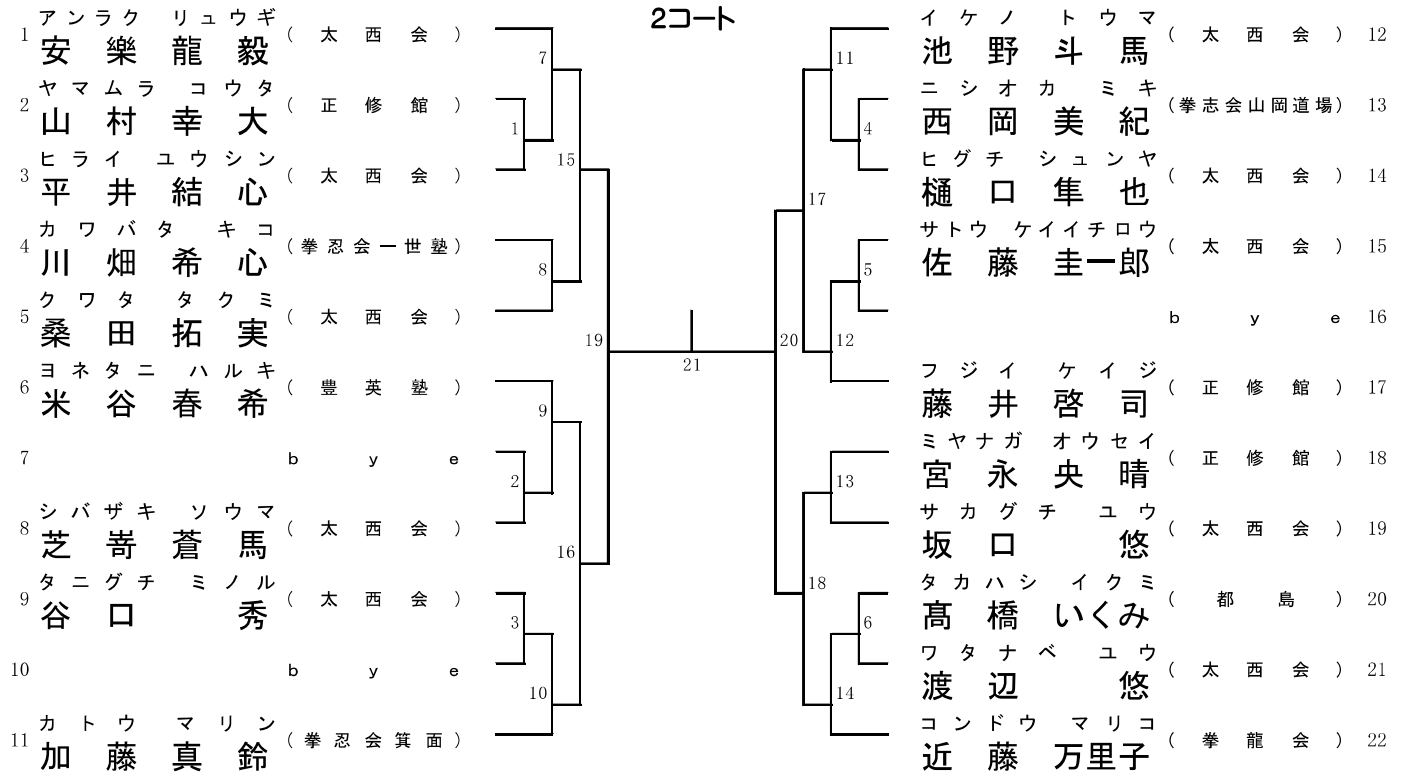 2コート
アンラク リュウギ
1 安樂龍毅 (太西会)
ヤマムラ コウタ
2 山村幸大 (正修館)
ヒライ ユウシン
3 平井結心 (太西会)
カワバタ キコ
4 川畑希心 (拳忍会一世塾)
クワタ タクミ
5 桑田拓実 (太西会)
ヨネタニ ハルキ
6 米谷春希 (豊英塾)
7 bye
シバザキ ソウマ
8 芝嵜蒼馬 (太西会)
タニグチ ミノル
9 谷口 秀 (太西会)
10 bye
カトウ マリン
11 加藤真鈴 (拳忍会箕面)
7
1
15
8
19
9
2
16
3
10
21
11
4
17
5
20
12
13
18
6
14
イケノ トウマ
池野斗馬 (太西会) 12
ニシオカ ミキ
西岡美紀 (拳志会山岡道場) 13
ヒグチ シュンヤ
樋口隼也 (太西会) 14
サトウ ケイイチロウ
佐藤圭一郎 (太西会) 15
bye 16
フジイ ケイジ
藤井啓司 (正修館) 17
ミヤナガ オウセイ
宮永央晴 (正修館) 18
サカグチ ユウ
坂口 悠 (太西会) 19
タカハシ イクミ
髙橋いくみ (都島) 20
ワタナベ ユウ
渡辺 悠 (太西会) 21
コンドウ マリコ
近藤万里子 (拳龍会) 22